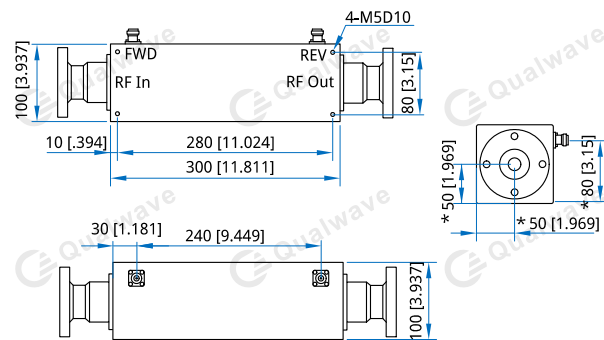 4-M5D10
FWD
REV
RF In
RF Out
100 [3.937]
80 [3.15]
10 [.394]
280 [11.024]
300 [11.811]
* 50 [1.969]
* 80 [3.15]
* 50 [1.969]
30 [1.181]
240 [9.449]
100 [3.937]
Qualwave
Qualwave
Qualwave
Qualwave
Qualwave
Qualwave